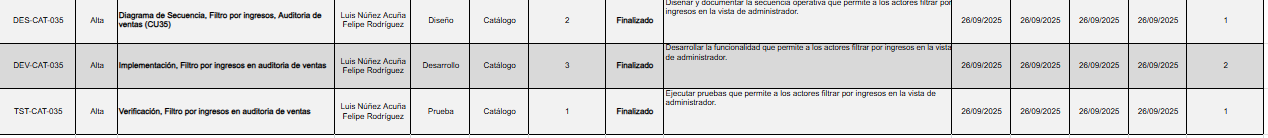 Diseñar y documentar la secuencia operativa que permite a los actores filtrar por
DES-CAT-035 Alta Diagrama de Secuencia, Filtro por ingresos, Auditoria de ventas (CU35) Luis Núñez Acuña Felipe Rodríguez Diseño Catálogo 2 Finalizado ingresos en la vista de administrador. 26/09/2025 26/09/2025 26/09/2025 26/09/2025 1
DEV-CAT-035 Alta Implementación, Filtro por ingresos en auditoria de ventas Luis Núñez Acuña Felipe Rodríguez Desarrollo Catálogo 3 Finalizado Desarrollar la funcionalidad que permite a los actores filtrar por ingresos en la vista de administrador. 26/09/2025 26/09/2025 26/09/2025 26/09/2025 2
TST-CAT-035 Alta Verificación, Filtro por ingresos en auditoria de ventas Luis Núñez Acuña Felipe Rodríguez Prueba Catálogo 1 Finalizado Ejecutar pruebas que permite a los actores filtrar por ingresos en la vista de administrador. 26/09/2025 26/09/2025 26/09/2025 26/09/2025 1